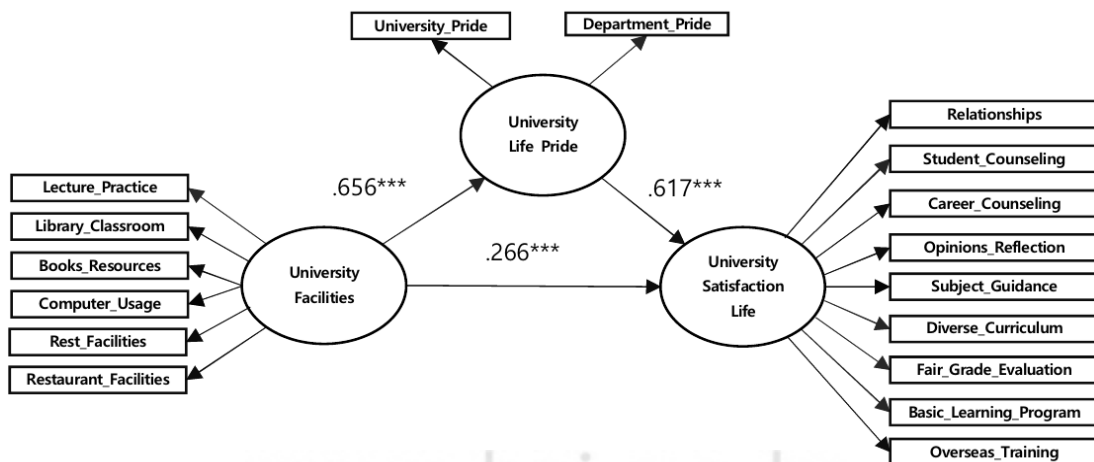 University_Pride
Department_Pride
University
Life Pride
Relationships
Student_Counseling
Career_Counseling
Opinions_Reflection
Subject_Guidance
Diverse_Curriculum
Fair_Grade_Evaluation
Basic_Learning_Program
Overseas_Training
.656***
.617***
.266***
Lecture_Practice
Library_Classroom
Books_Resources
Computer_Usage
Rest_Facilities
Restaurant_Facilities
University
Facilities
University
Satisfaction
Life